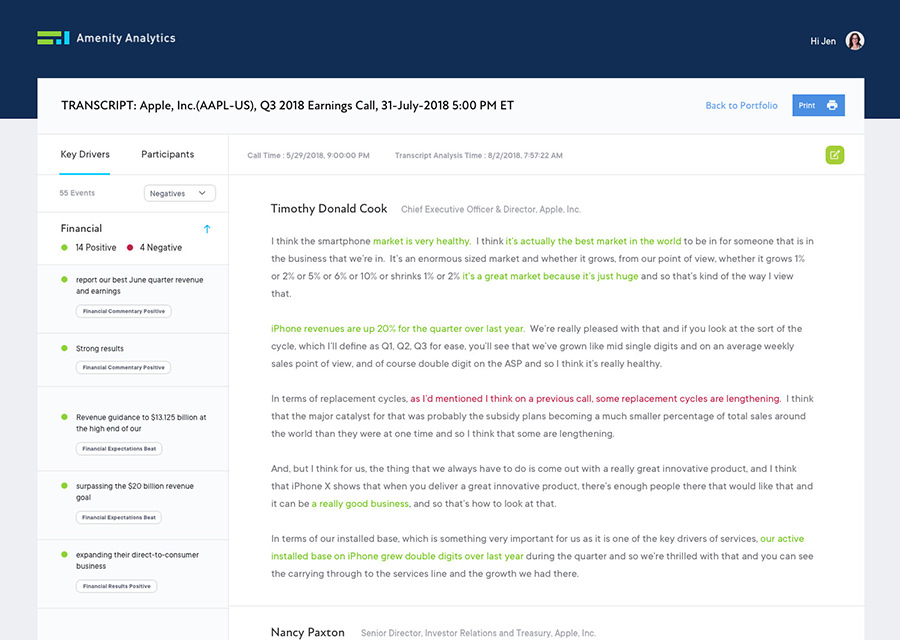 Amenity Analytics
Hi Jen
TRANSCRIPT: Apple, Inc.(AAPL-US), Q3 2018 Earnings Call, 31-July-2018 5:00 PM ET
Back to Portfolio
Print
Key Drivers
Participants
Call Time : 5/29/2018, 9:00:00 PM
Transcript Analysis Time : 8/2/2018, 7:57:22 AM
55 Events
Negatives
Financial
14 Positive
4 Negative
report our best June quarter revenue
and earnings
Financial Commentary Positive
Strong results
Financial Commentary Positive
Revenue guidance to $13.125 billion at
the high end of our
Financial Expectations Beat
surpassing the $20 billion revenue
goal
Financial Expectations Beat
expanding their direct-to-consumer
business
Financial Results Positive
Timothy Donald Cook
Chief Executive Officer & Director, Apple, Inc.
I think the smartphone market is very healthy. I think it's actually the best market in the world to be in for someone that is in
the business that we're in. It's an enormous sized market and whether it grows, from our point of view, whether it grows 1%
or 2% or 5% or 6% or 10% or shrinks 1% or 2% it's a great market because it's just huge and so that's kind of the way I view
that.
iPhone revenues are up 20% for the quarter over last year. We're really pleased with that and if you look at the sort of the
cycle, which I'll define as Q1, Q2, Q3 for ease, you'll see that we've grown like mid single digits and on an average weekly
sales point of view, and of course double digit on the ASP and so I think it's really healthy.
In terms of replacement cycles, as I'd mentioned I think on a previous call, some replacement cycles are lengthening. I think
that the major catalyst for that was probably the subsidy plans becoming a much smaller percentage of total sales around
the world than they were at one time and so I think that some are lengthening.
And, but I think for us, the thing that we always have to do is come out with a really great innovative product, and I think
that iPhone X shows that when you deliver a great innovative product, there's enough people there that would like that and
it can be a really good business, and so that's how to look at that.
In terms of our installed base, which is something very important for us as it is one of the key drivers of services, our active
installed base on iPhone grew double digits over last year during the quarter and so we're thrilled with that and you can see
the carrying through to the services line and the growth we had there.
Nancy Paxton
Senior Director, Investor Relations and Treasury, Apple, Inc.